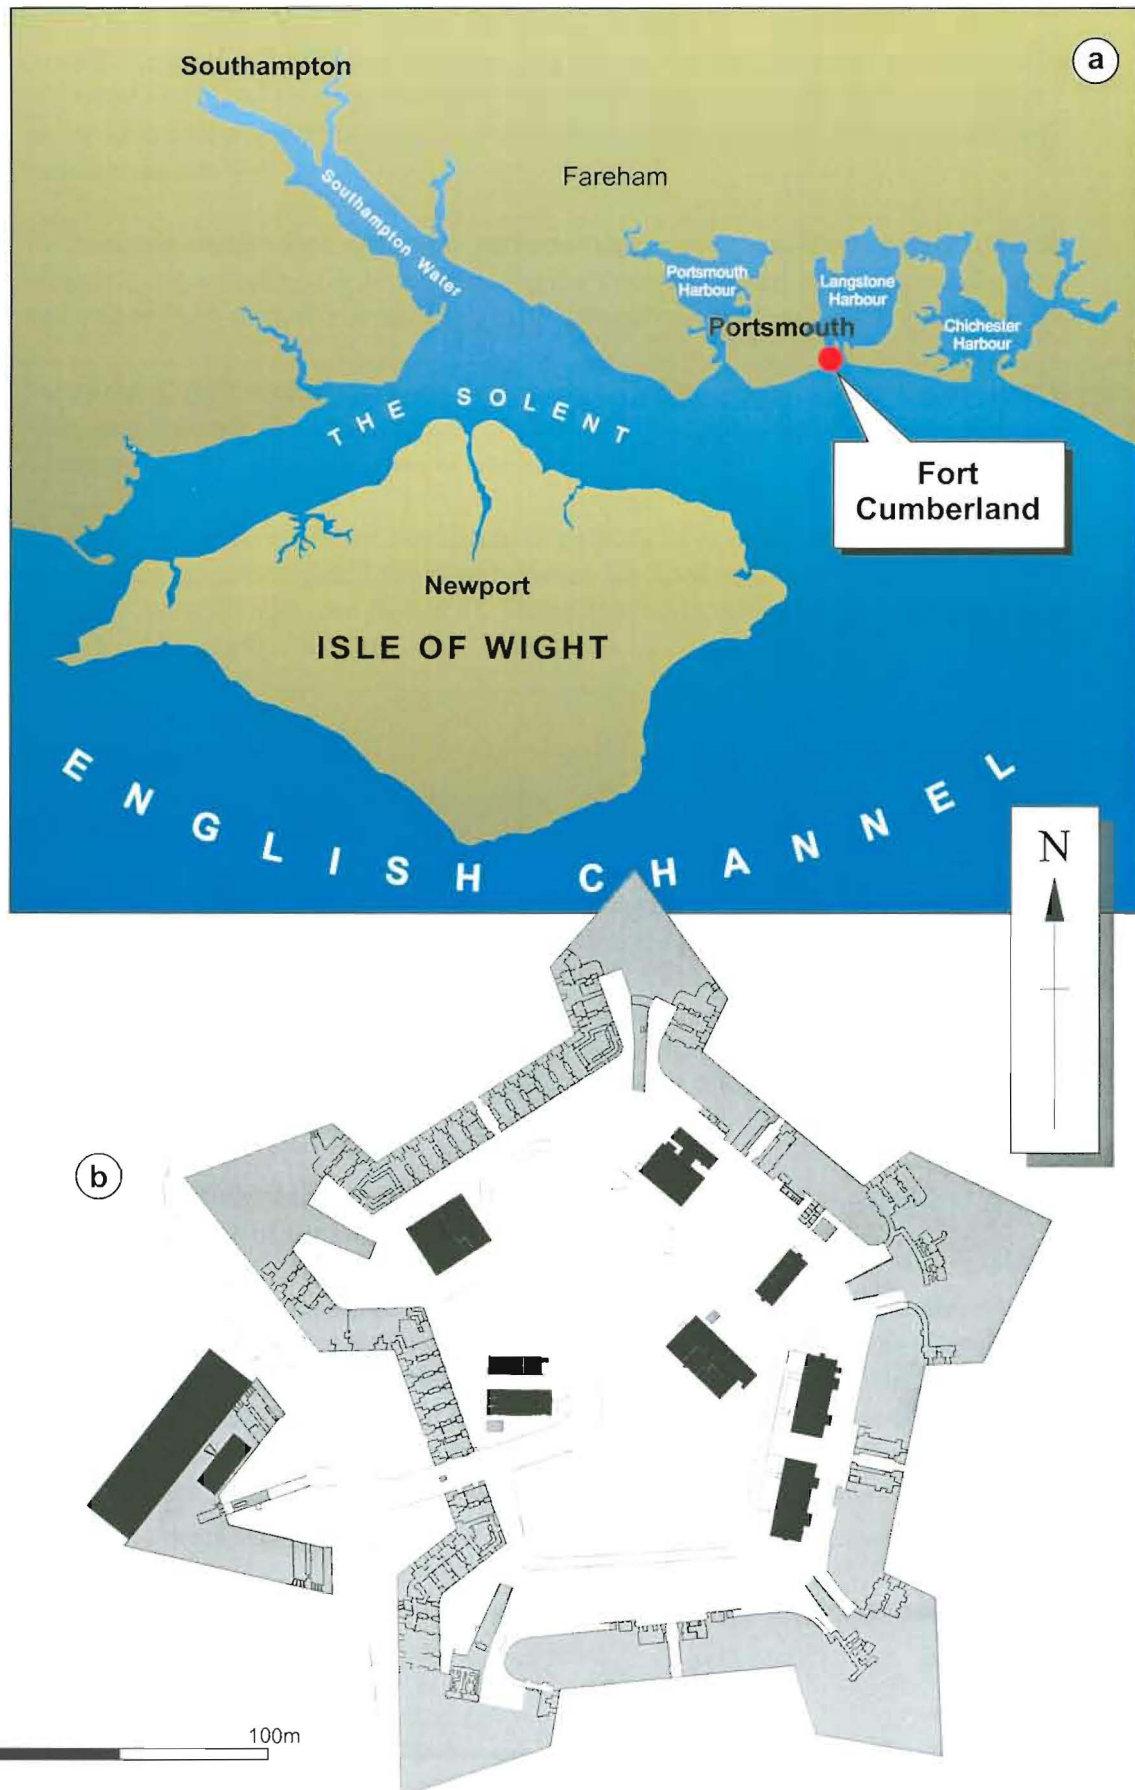 a
Southampton
Fareham
Southampton Water
Portsmouth
Harbour
Langstone
Harbour
Portsmouth
Chichester
Harbour
THE SOLENT
Fort
Cumberland
Newport
ISLE OF WIGHT
ENGLISH CHANNEL
N
b
100m